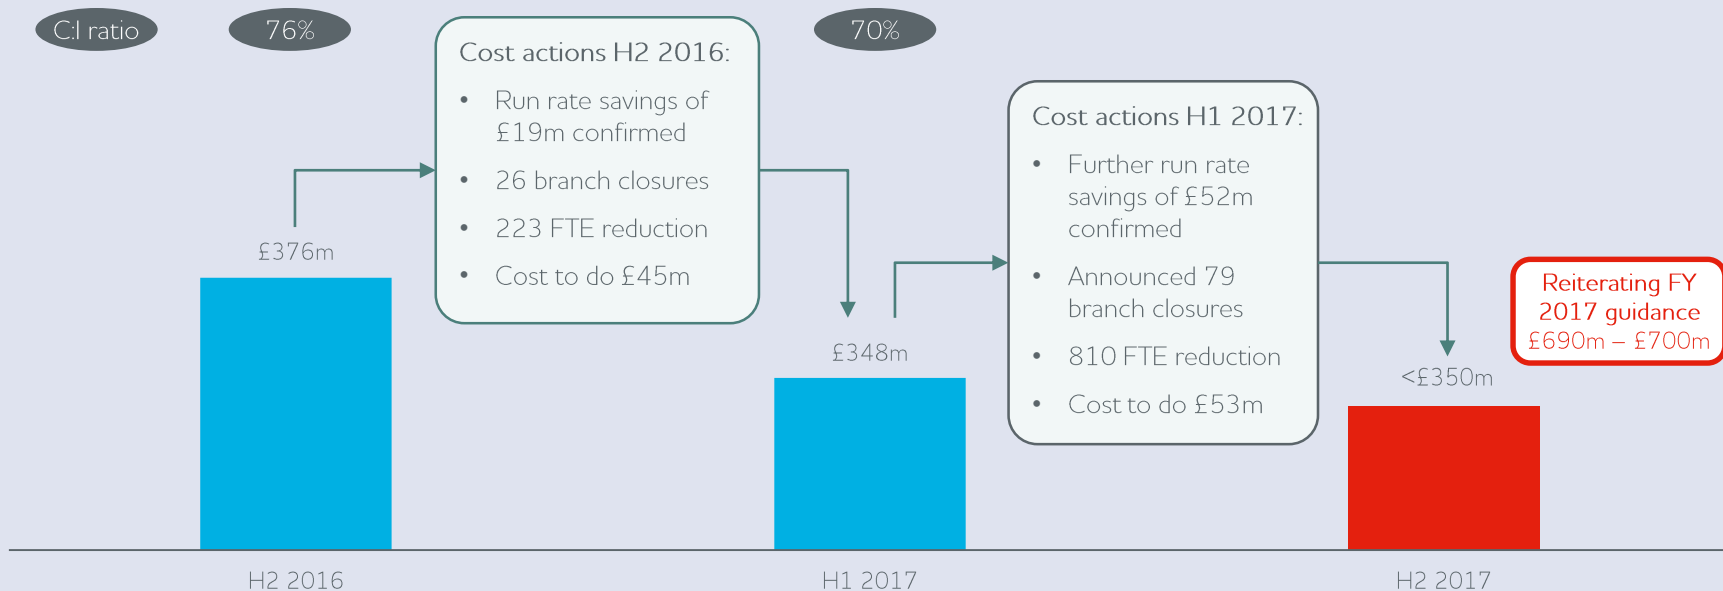 C:I ratio
76%
70%
Cost actions H2 2016:
• Run rate savings of
£19m confirmed
• 26 branch closures
• 223 FTE reduction
• Cost to do £45m
Cost actions H1 2017:
• Further run rate
savings of £52m
confirmed
• Announced 79
branch closures
• 810 FTE reduction
• Cost to do £53m
£376m
£348m
<£350m
Reiterating FY
2017 guidance
£690m – £700m
H2 2016
H1 2017
H2 2017